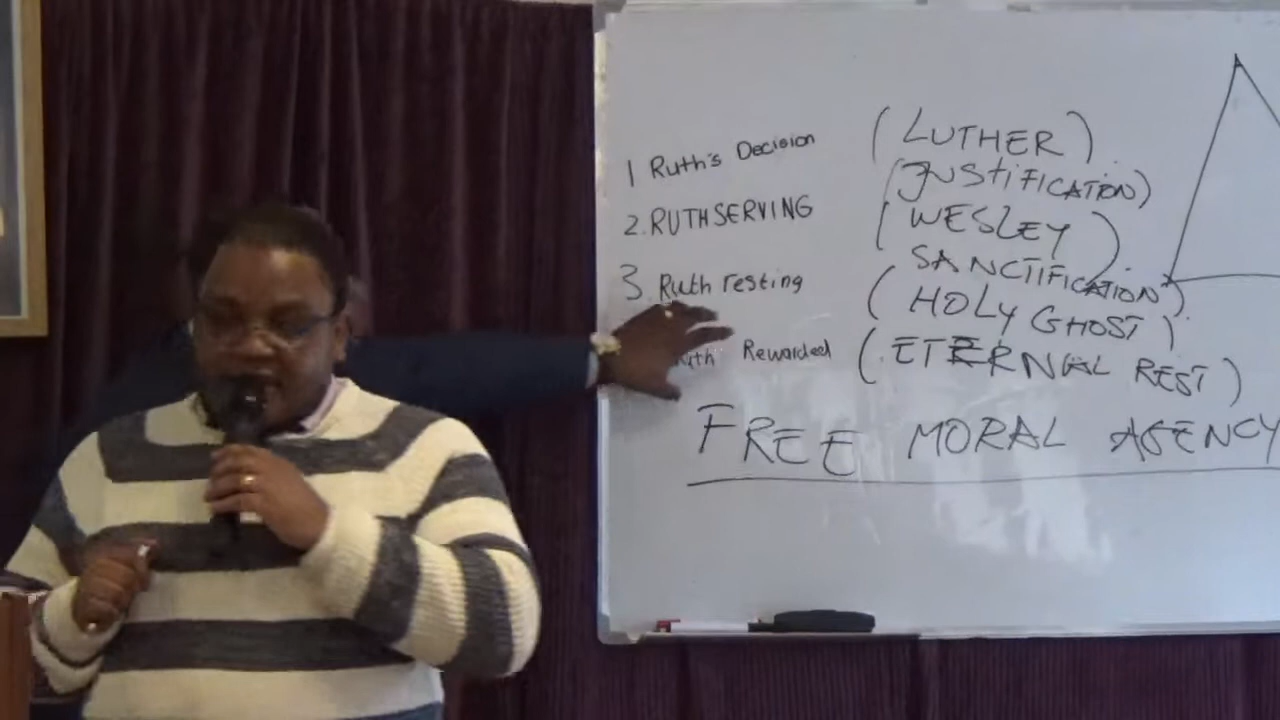 1 Ruth's Decision (LUTHER)
(JUSTIFICATION)
2. RUTH SERVING (WESLEY)
SANCTIFICATION)
3. Ruth resting (HOLY GHOST)
Rewarded (ETERNAL REST)
FREE MORAL AGENCY